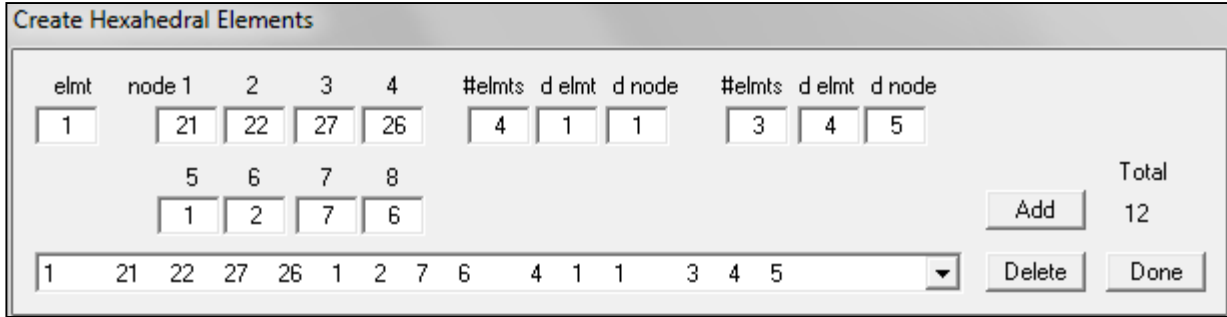 Create Hexahedral Elements
elmt node 1 2 3 4 #elmts d elmt d node #elmts d elmt d node
1 21 22 27 26 4 1 1 3 4 5
5 6 7 8 Total
1 2 7 6 Add 12
1 21 22 27 26 1 2 7 6 4 1 1 3 4 5 Delete Done